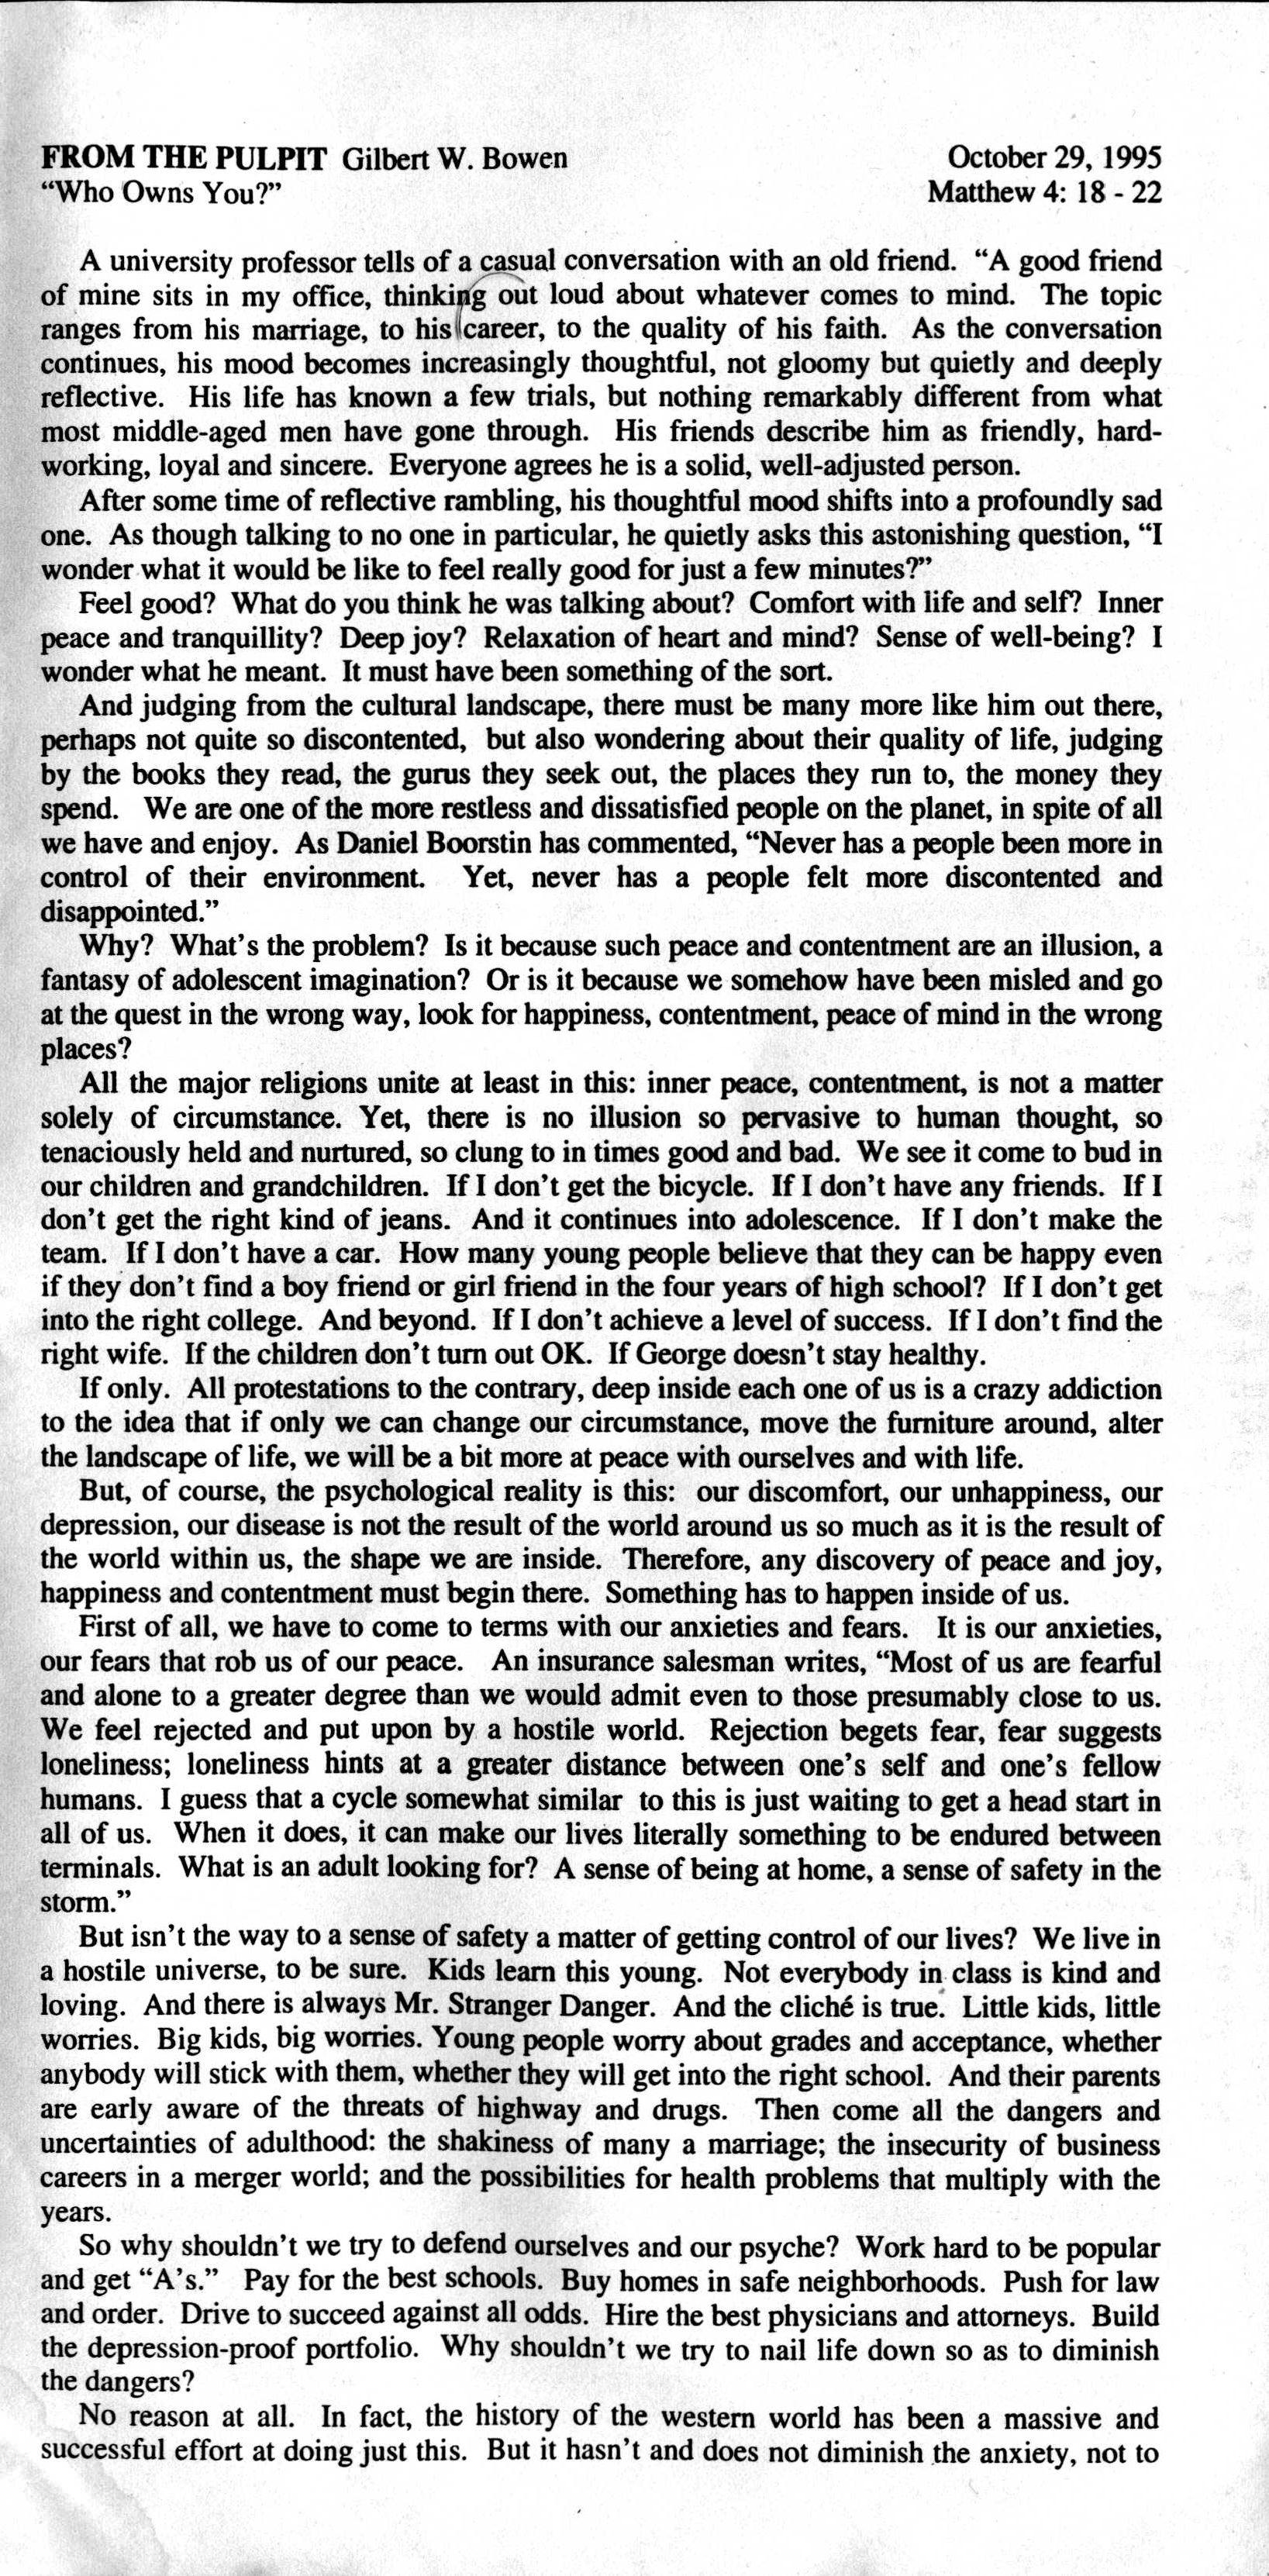 FROM THE PULPIT Gilbert W. Bowen October 29, 1995
“Who Owns You?” Matthew 4: 18 - 22
A university professor tells of a casual conversation with an old friend. “A good friend
of mine sits in my office, thinking out loud about whatever comes to mind. The topic
ranges from his marriage, to his career, to the quality of his faith. As the conversation
continues, his mood becomes increasingly thoughtful, not gloomy but quietly and deeply
reflective. His life has known a few trials, but nothing remarkably different from what
most middle-aged men have gone through. His friends describe him as friendly, hard-
working, loyal and sincere. Everyone agrees he is a solid, well-adjusted person.
After some time of reflective rambling, his thoughtful mood shifts into a profoundly sad
one. As though talking to no one in particular, he quietly asks this astonishing question, “I
wonder what it would be like to feel really good for just a few minutes?”
Feel good? What do you think he was talking about? Comfort with life and self? Inner
peace and tranquillity? Deep joy? Relaxation of heart and mind? Sense of well-being? I
wonder what he meant. It must have been something of the sort.
And judging from the cultural landscape, there must be many more like him out there,
perhaps not quite so discontented, but also wondering about their quality of life, judging
by the books they read, the gurus they seek out, the places they run to, the money they
spend. We are one of the more restless and dissatisfied people on the planet, in spite of all
we have and enjoy. As Daniel Boorstin has commented, “Never has a people been more in
control of their environment. Yet, never has a people felt more discontented and
disappointed.”
Why? What’s the problem? Is it because such peace and contentment are an illusion, a
fantasy of adolescent imagination? Or is it because we somehow have been misled and go
at the quest in the wrong way, look for happiness, contentment, peace of mind in the wrong
places?
All the major religions unite at least in this: inner peace, contentment, is not a matter
solely of circumstance. Yet, there is no illusion so pervasive to human thought, so
tenaciously held and nurtured, so clung to in times good and bad. We see it come to bud in
our children and grandchildren. If I don’t get the bicycle. If I don’t have any friends. If I
don’t get the right kind of jeans. And it continues into adolescence. If I don’t make the
team. If I don’t have a car. How many young people believe that they can be happy even
if they don’t find a boy friend or girl friend in the four years of high school? If I don’t get
into the right college. And beyond. If I don’t achieve a level of success. If I don’t find the
right wife. If the children don’t turn out OK. If George doesn’t stay healthy.
If only. All protestations to the contrary, deep inside each one of us is a crazy addiction
to the idea that if only we can change our circumstance, move the furniture around, alter
the landscape of life, we will be a bit more at peace with ourselves and with life.
But, of course, the psychological reality is this: our discomfort, our unhappiness, our
depression, our disease is not the result of the world around us so much as it is the result of
the world within us, the shape we are inside. Therefore, any discovery of peace and joy,
happiness and contentment must begin there. Something has to happen inside of us.
First of all, we have to come to terms with our anxieties and fears. It is our anxieties,
our fears that rob us of our peace. An insurance salesman writes, “Most of us are fearful
and alone to a greater degree than we would admit even to those presumably close to us.
We feel rejected and put upon by a hostile world. Rejection begets fear, fear suggests
loneliness; loneliness hints at a greater distance between one’s self and one’s fellow
humans. I guess that a cycle somewhat similar to this is just waiting to get a head start in
all of us. When it does, it can make our lives literally something to be endured between
terminals. What is an adult looking for? A sense of being at home, a sense of safety in the
storm.”
But isn’t the way to a sense of safety a matter of getting control of our lives? We live in
a hostile universe, to be sure. Kids learn this young. Not everybody in class is kind and
loving. And there is always Mr. Stranger Danger. And the cliché is true. Little kids, little
worries. Big kids, big worries. Young people worry about grades and acceptance, whether
anybody will stick with them, whether they will get into the right school. And their parents
are early aware of the threats of highway and drugs. Then come all the dangers and
uncertainties of adulthood: the shakiness of many a marriage; the insecurity of business
careers in a merger world; and the possibilities for health problems that multiply with the
years.
So why shouldn’t we try to defend ourselves and our psyche? Work hard to be popular
and get “A’s.” Pay for the best schools. Buy homes in safe neighborhoods. Push for law
and order. Drive to succeed against all odds. Hire the best physicians and attorneys. Build
the depression-proof portfolio. Why shouldn’t we try to nail life down so as to diminish
the dangers?
No reason at all. In fact, the history of the western world has been a massive and
successful effort at doing just this. But it hasn’t and does not diminish the anxiety, not to